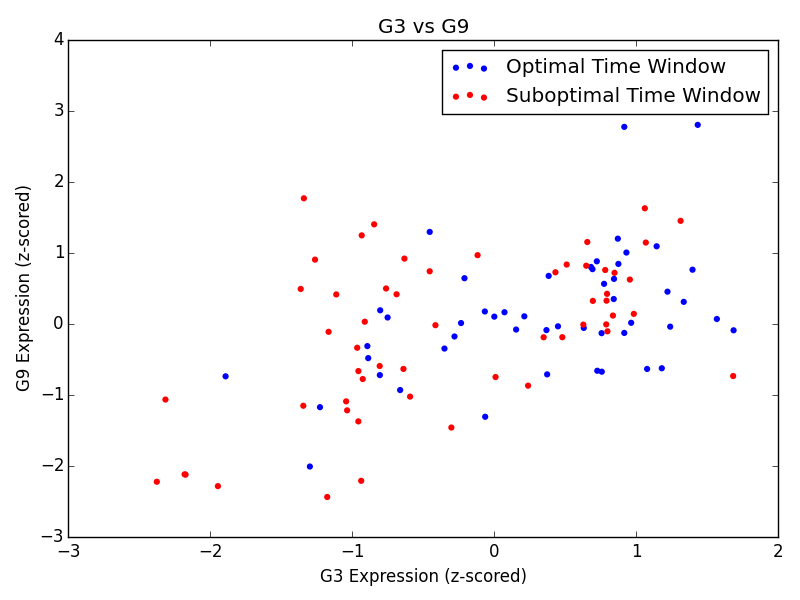 G3 vs G9
4
3
2
1
0
−1
−2
−3
−3
−2
−1
0
1
2
G9 Expression (z-scored)
G3 Expression (z-scored)
Optimal Time Window
Suboptimal Time Window